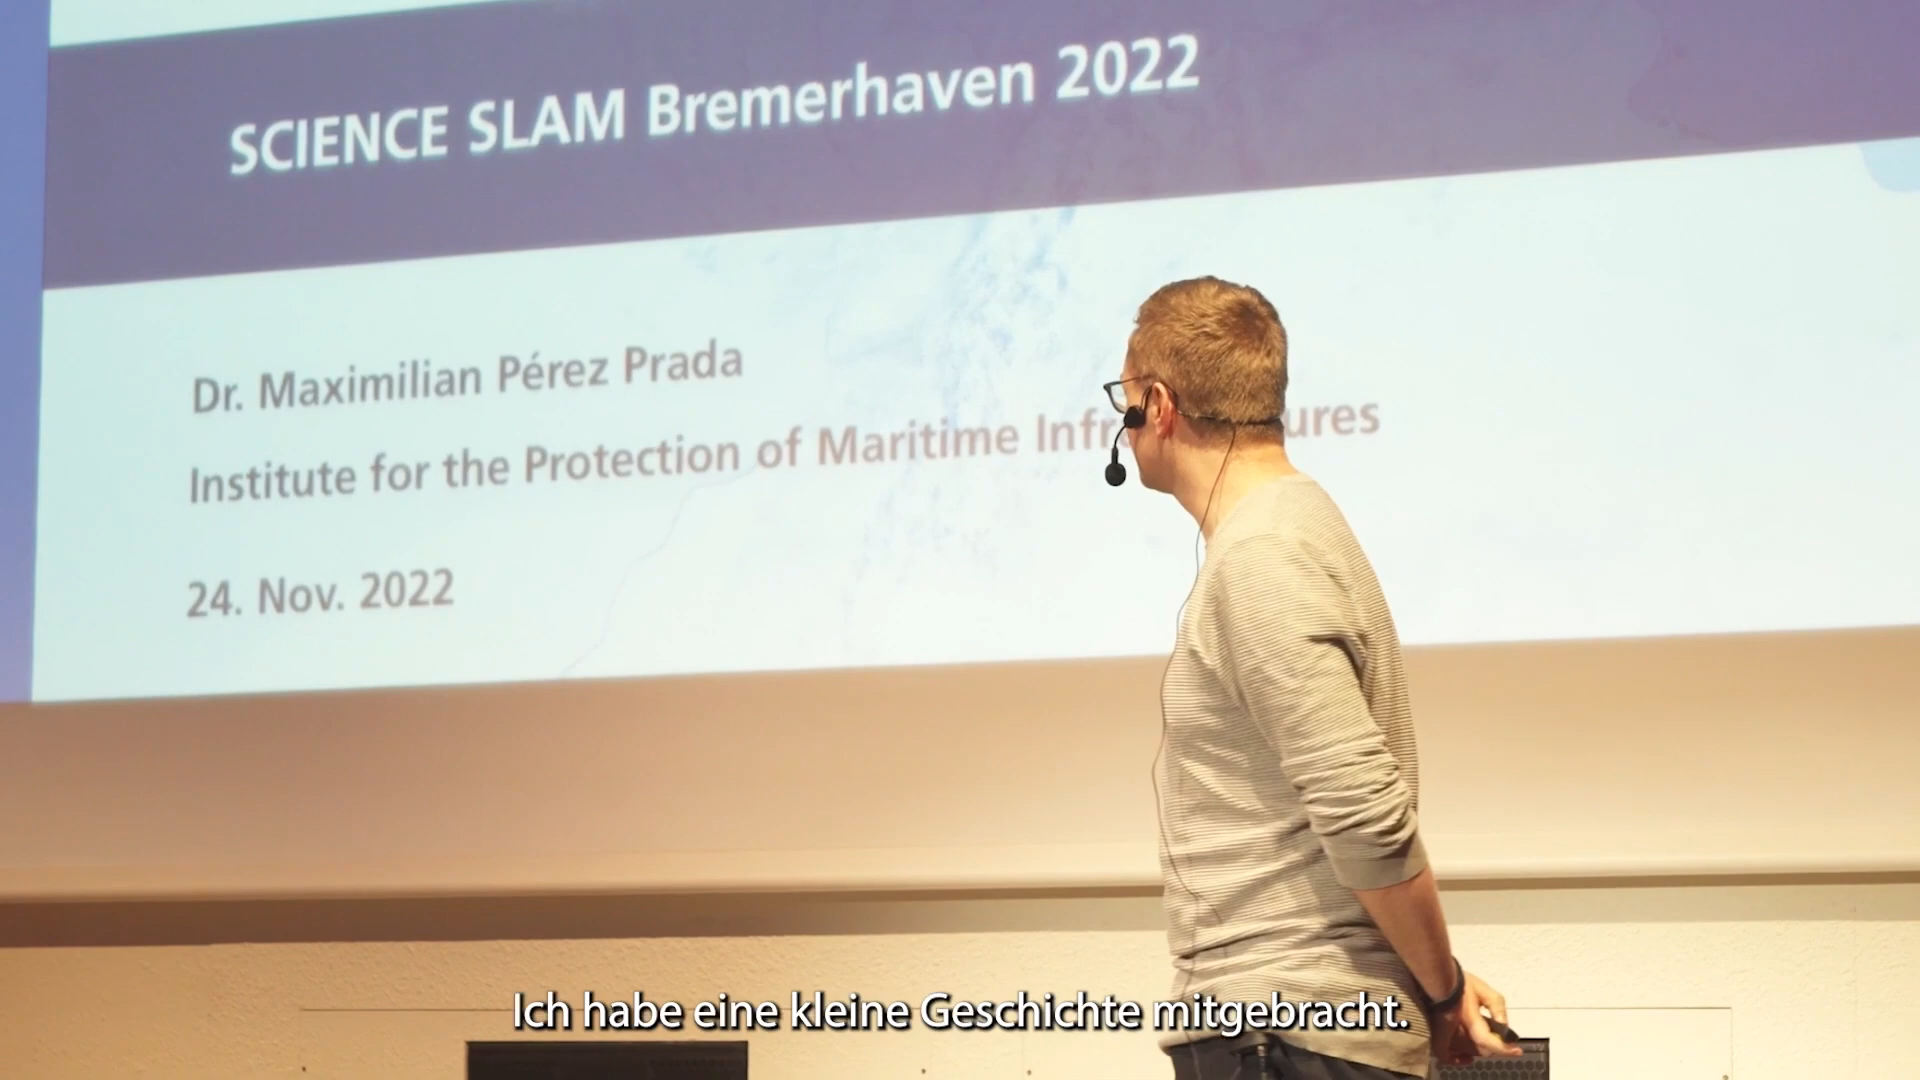 SCIENCE SLAM Bremerhaven 2022
Dr. Maximilian Pérez Prada
Institute for the Protection of Maritime
24. Nov. 2022
Ich habe eine kleine Geschichte mitgebracht.